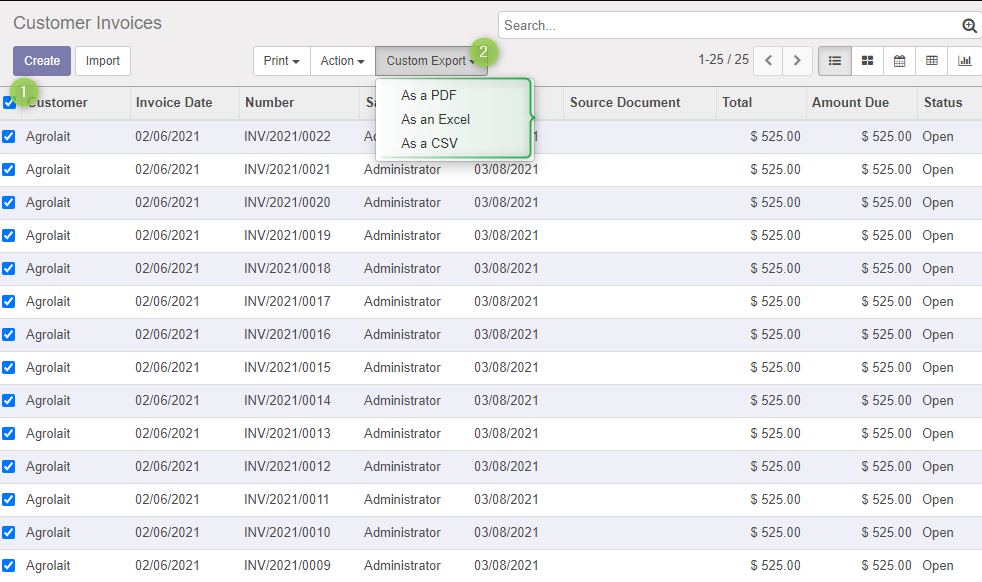 Customer Invoices
Search...
Create Import Print Action Custom Export 2 1-25 / 25
1
Customer Invoice Date Number Source Document Total Amount Due Status
As a PDF
As an Excel
As a CSV
Agrolait 02/06/2021 INV/2021/0022 $ 525.00 $ 525.00 Open
Agrolait 02/06/2021 INV/2021/0021 Administrator 03/08/2021 $ 525.00 $ 525.00 Open
Agrolait 02/06/2021 INV/2021/0020 Administrator 03/08/2021 $ 525.00 $ 525.00 Open
Agrolait 02/06/2021 INV/2021/0019 Administrator 03/08/2021 $ 525.00 $ 525.00 Open
Agrolait 02/06/2021 INV/2021/0018 Administrator 03/08/2021 $ 525.00 $ 525.00 Open
Agrolait 02/06/2021 INV/2021/0017 Administrator 03/08/2021 $ 525.00 $ 525.00 Open
Agrolait 02/06/2021 INV/2021/0016 Administrator 03/08/2021 $ 525.00 $ 525.00 Open
Agrolait 02/06/2021 INV/2021/0015 Administrator 03/08/2021 $ 525.00 $ 525.00 Open
Agrolait 02/06/2021 INV/2021/0014 Administrator 03/08/2021 $ 525.00 $ 525.00 Open
Agrolait 02/06/2021 INV/2021/0013 Administrator 03/08/2021 $ 525.00 $ 525.00 Open
Agrolait 02/06/2021 INV/2021/0012 Administrator 03/08/2021 $ 525.00 $ 525.00 Open
Agrolait 02/06/2021 INV/2021/0011 Administrator 03/08/2021 $ 525.00 $ 525.00 Open
Agrolait 02/06/2021 INV/2021/0010 Administrator 03/08/2021 $ 525.00 $ 525.00 Open
Agrolait 02/06/2021 INV/2021/0009 Administrator 03/08/2021 $ 525.00 $ 525.00 Open